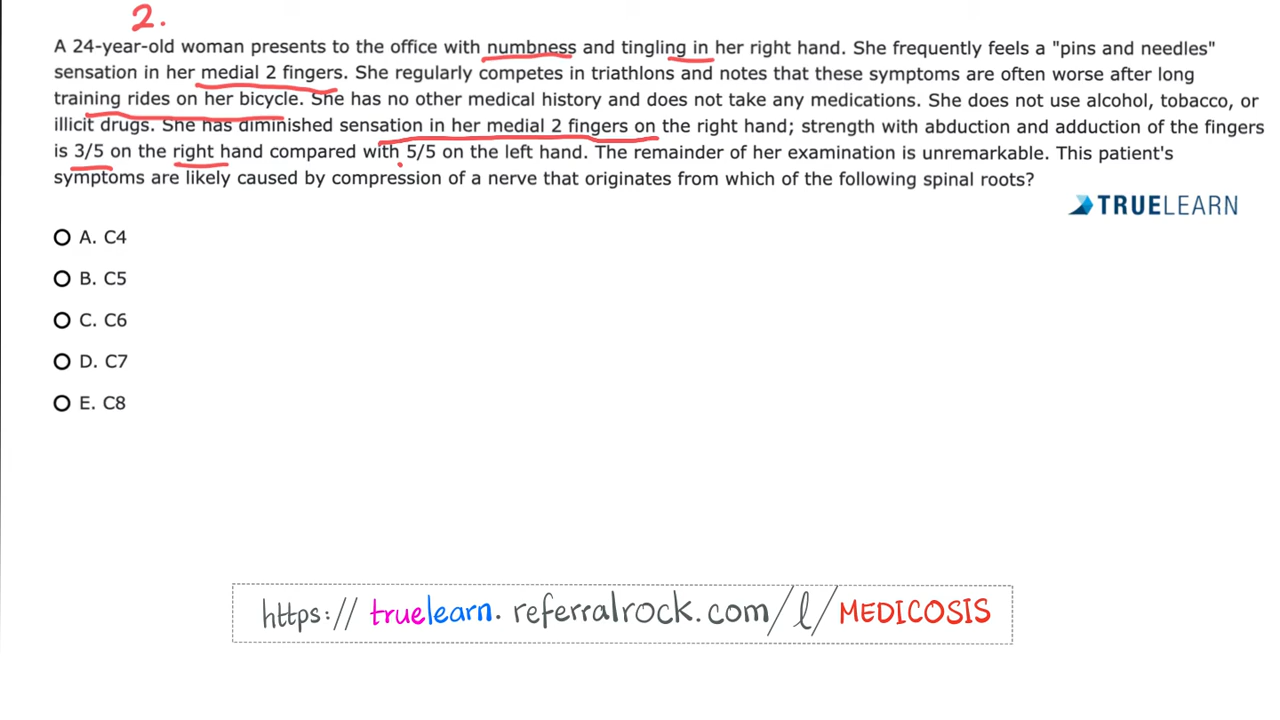 2.
A 24-year-old woman presents to the office with numbness and tingling in her right hand. She frequently feels a "pins and needles"
sensation in her medial 2 fingers. She regularly competes in triathlons and notes that these symptoms are often worse after long
training rides on her bicycle. She has no other medical history and does not take any medications. She does not use alcohol, tobacco, or
illicit drugs. She has diminished sensation in her medial 2 fingers on the right hand; strength with abduction and adduction of the fingers
is 3/5 on the right hand compared with 5/5 on the left hand. The remainder of her examination is unremarkable. This patient's
symptoms are likely caused by compression of a nerve that originates from which of the following spinal roots?
TRUELEARN
A. C4
B. C5
C. C6
D. C7
E. C8
https://truelearn.referralrock.com/l/MEDICOSIS